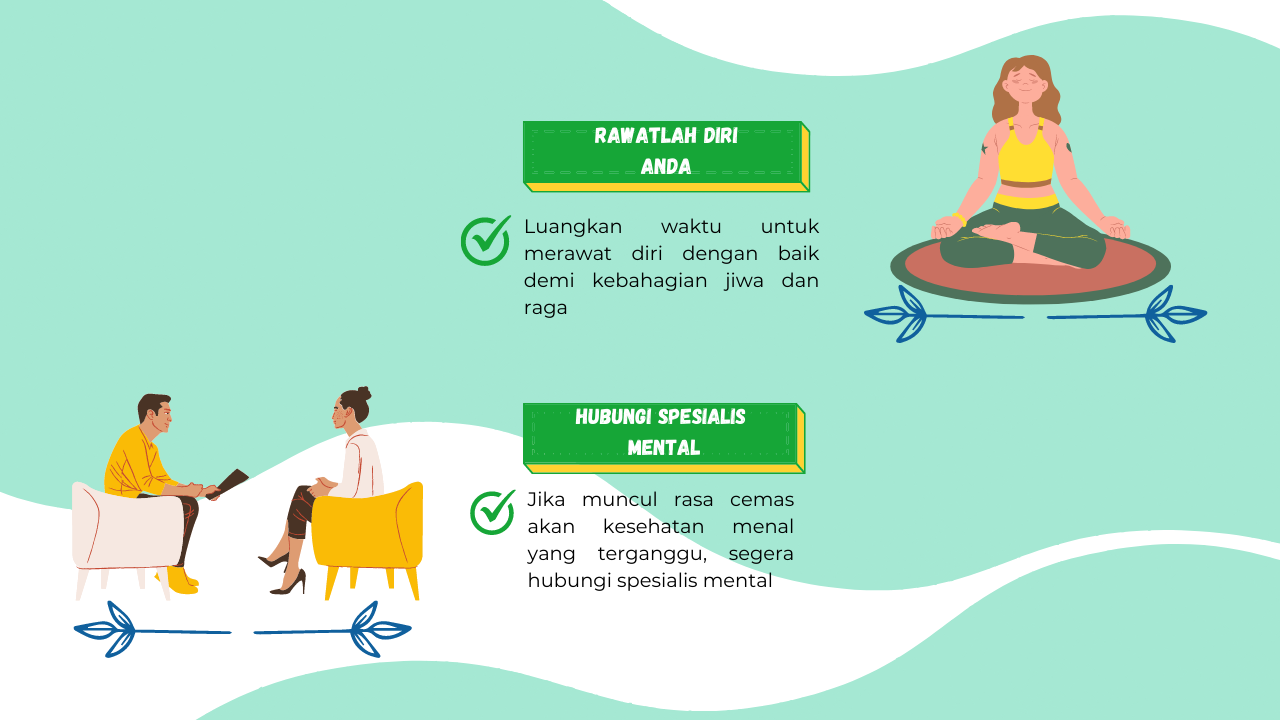 RAWATLAH DIRI
ANDA
Luangkan waktu untuk
merawat diri dengan baik
demi kebahagian jiwa dan
raga
HUBUNGI SPESIALIS
MENTAL
Jika muncul rasa cemas
akan kesehatan menal
yang terganggu, segera
hubungi spesialis mental